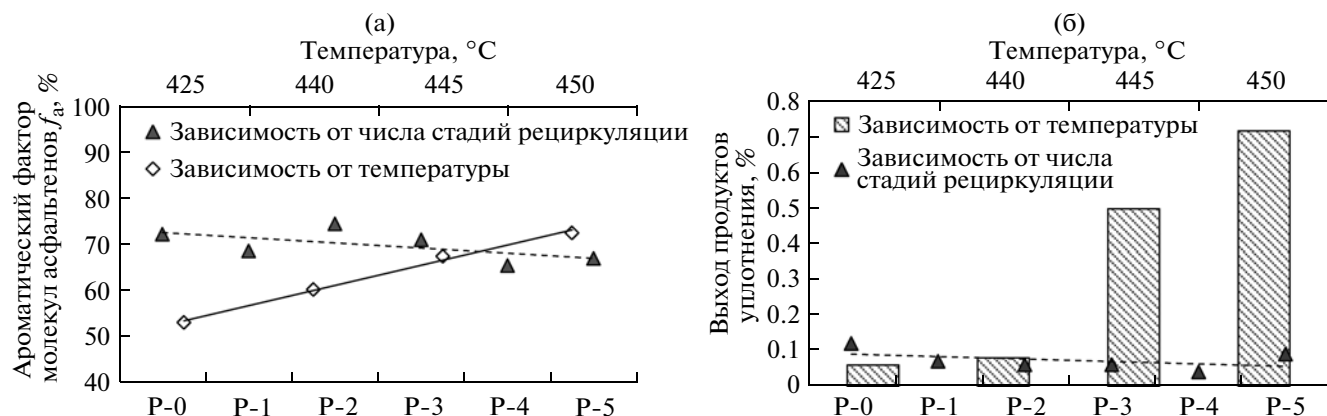 (а)
Температура, °C
425 440 445 450
Ароматический фактор
молекул асфальтенов fа, %
100
90
80
70
60
50
40
Зависимость от числа стадий рециркуляции
Зависимость от температуры
P-0 P-1 P-2 P-3 P-4 P-5
(б)
Температура, °C
425 440 445 450
Выход продуктов
уплотнения, %
0.8
0.7
0.6
0.5
0.4
0.3
0.2
0.1
0
Зависимость от температуры
Зависимость от числа
стадий рециркуляции
P-0 P-1 P-2 P-3 P-4 P-5